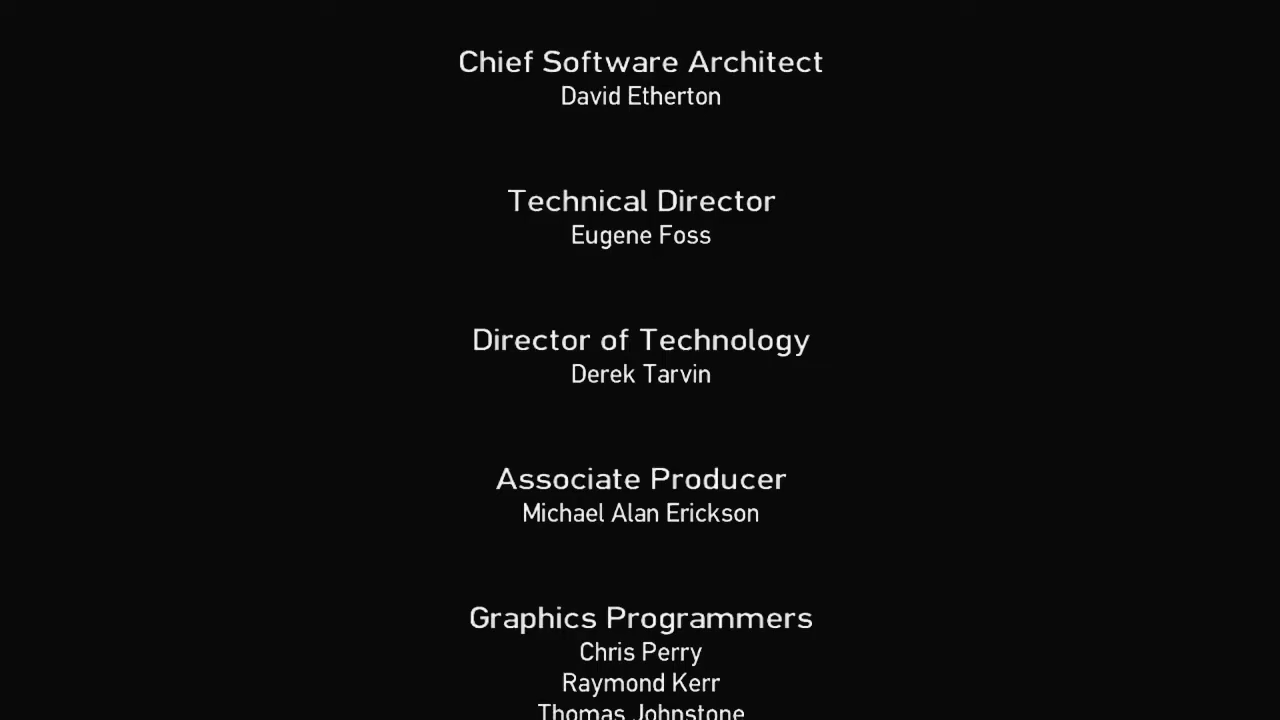 Chief Software Architect
David Etherton
Technical Director
Eugene Foss
Director of Technology
Derek Tarvin
Associate Producer
Michael Alan Erickson
Graphics Programmers
Chris Perry
Raymond Kerr
Thomas Johnstone